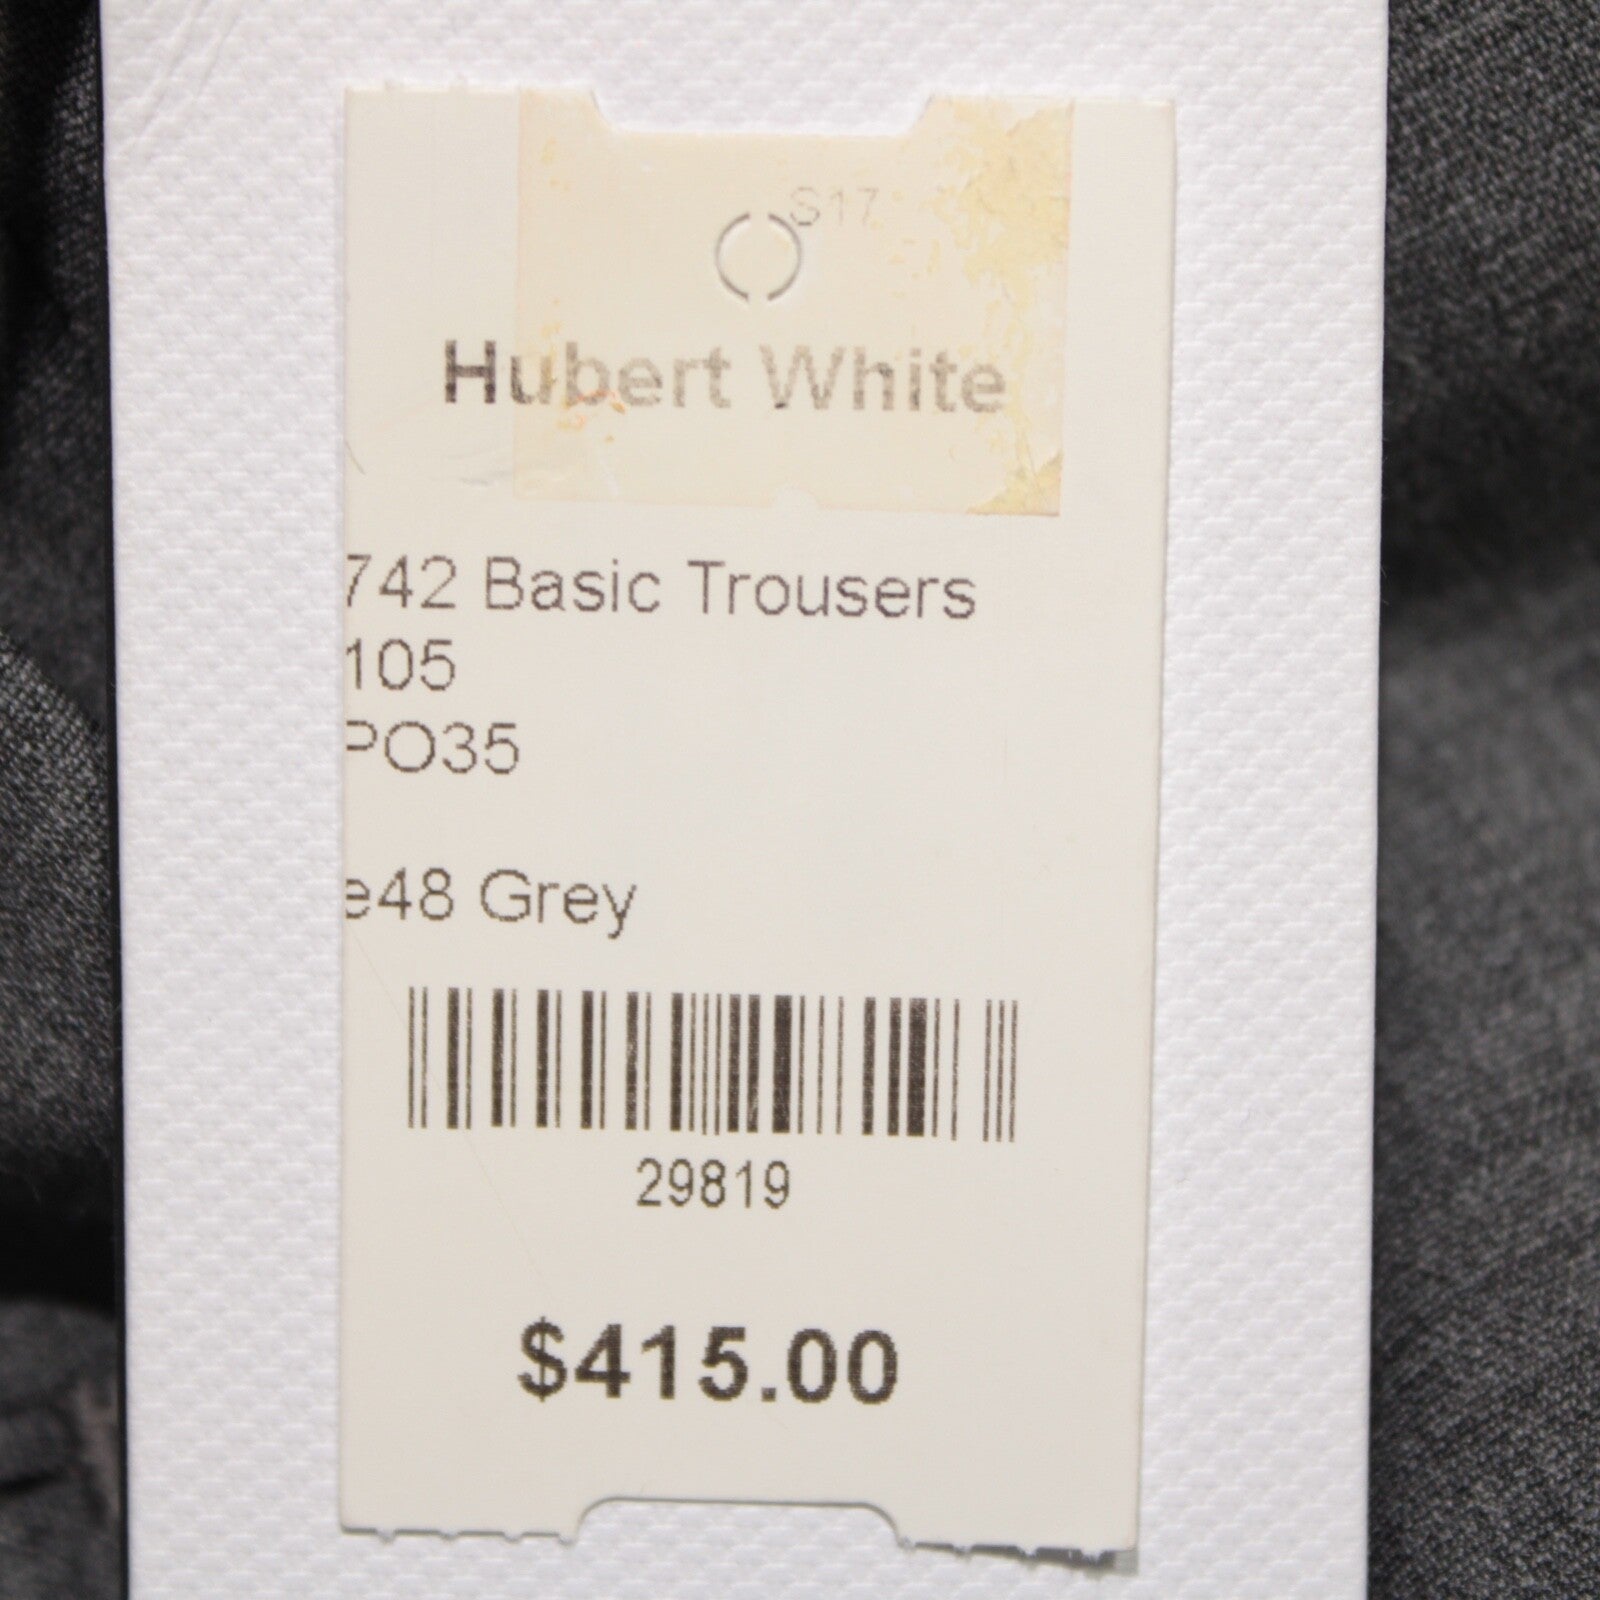 S17
Hubert White
742 Basic Trousers
105
PO35
e48 Grey
29819
$415.00